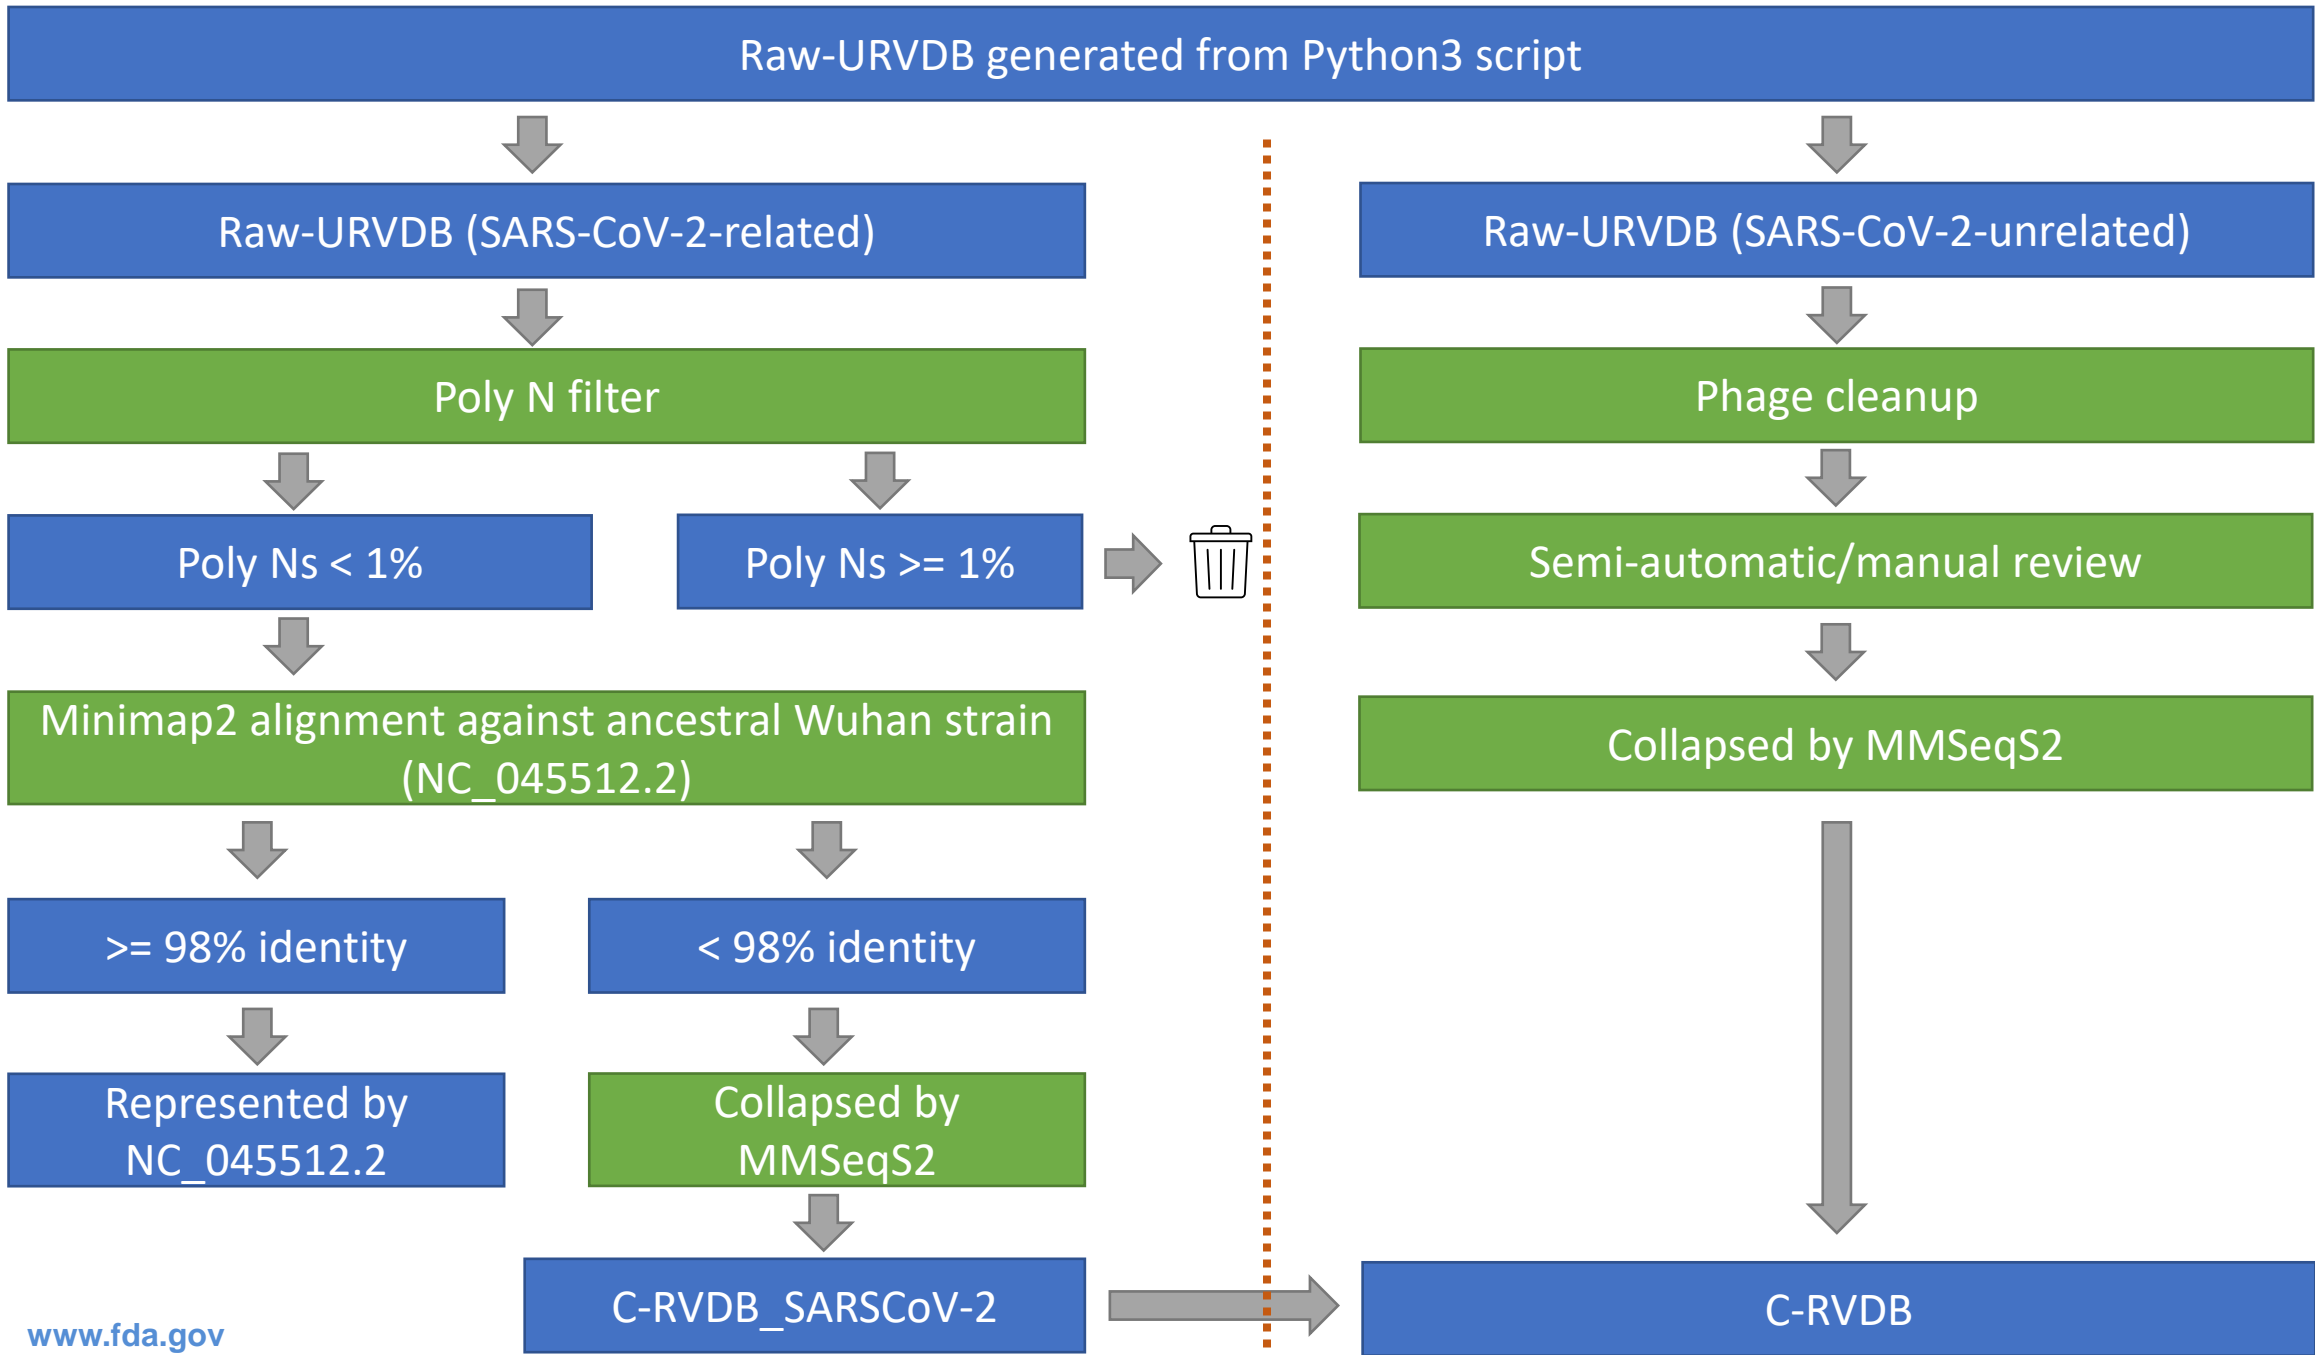 Raw-URVDB generated from Python3 script
Raw-URVDB (SARS-CoV-2-related)
Raw-URVDB (SARS-CoV-2-unrelated)
Poly N filter
Phage cleanup
Poly Ns < 1%
Poly Ns >= 1%
Semi-automatic/manual review
Minimap2 alignment against ancestral Wuhan strain
(NC_045512.2)
Collapsed by MMSeqS2
>= 98% identity
< 98% identity
Represented by
NC_045512.2
Collapsed by
MMSeqS2
C-RVDB_SARSCoV-2
C-RVDB
www.fda.gov